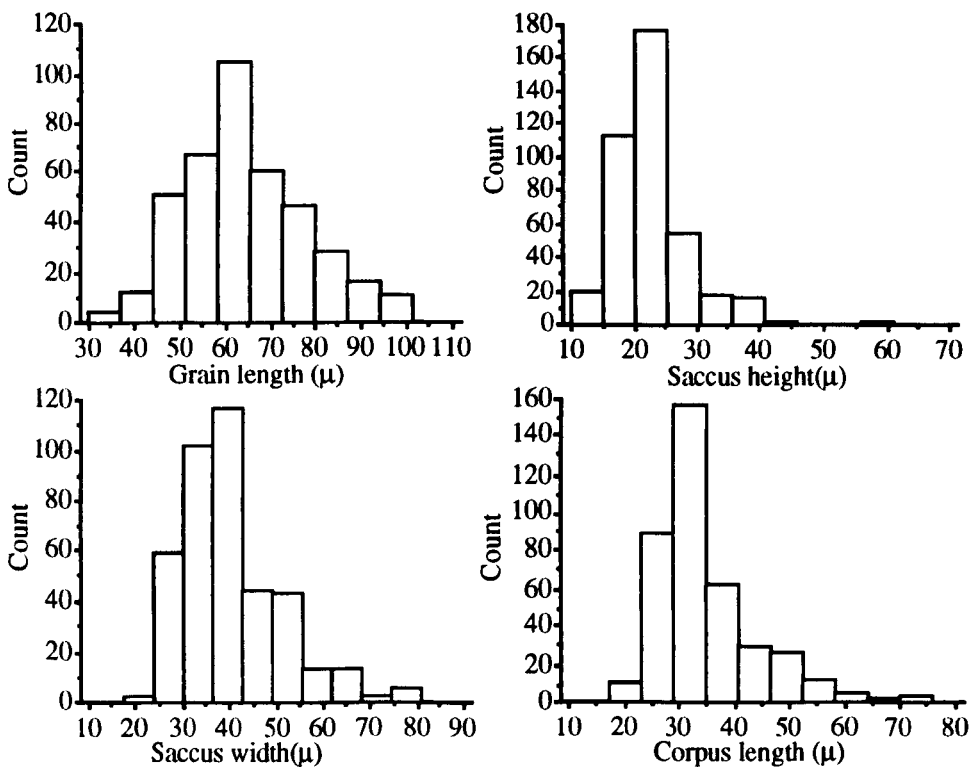 120
100
80
60
40
20
0
Count
30 40 50 60 70 80 90 100 110
Grain length (μ)
180
160
140
120
100
80
60
40
20
0
Count
10 20 30 40 50 60 70
Saccus height(μ)
120
100
80
60
40
20
0
Count
10 20 30 40 50 60 70 80 90
Saccus width(μ)
160
140
120
100
80
60
40
20
0
Count
10 20 30 40 50 60 70 80
Corpus length (μ)